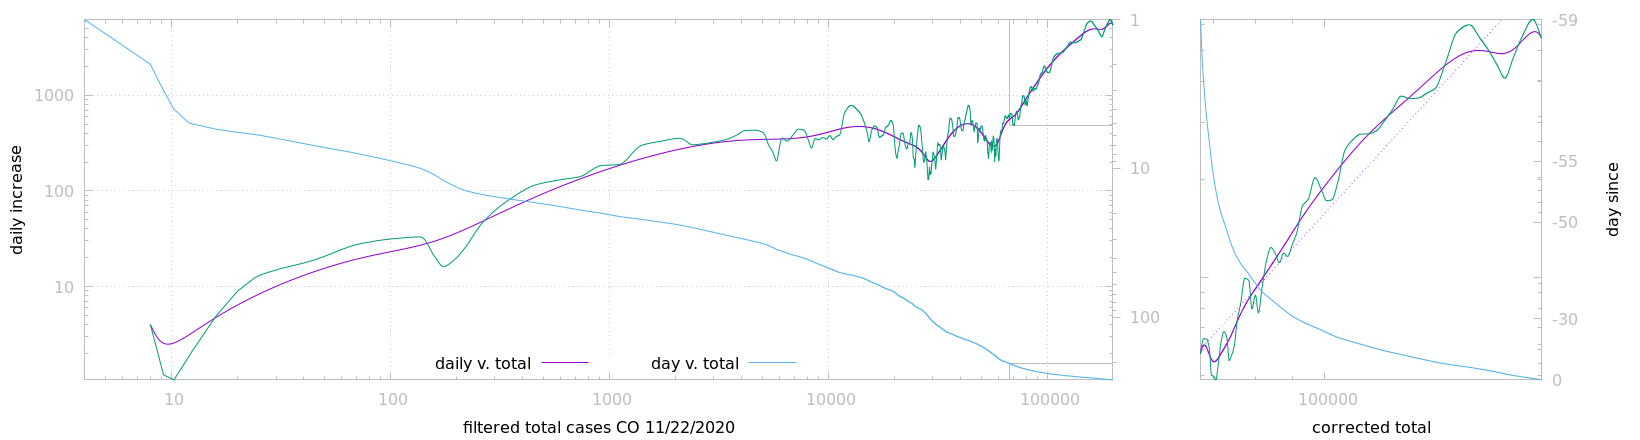 1000
100
10
daily increase
daily v. total
day v. total
10
100
1000
10000
100000
filtered total cases CO 11/22/2020
1
10
100
100000
corrected total
-59
-55
-50
-30
0
day since